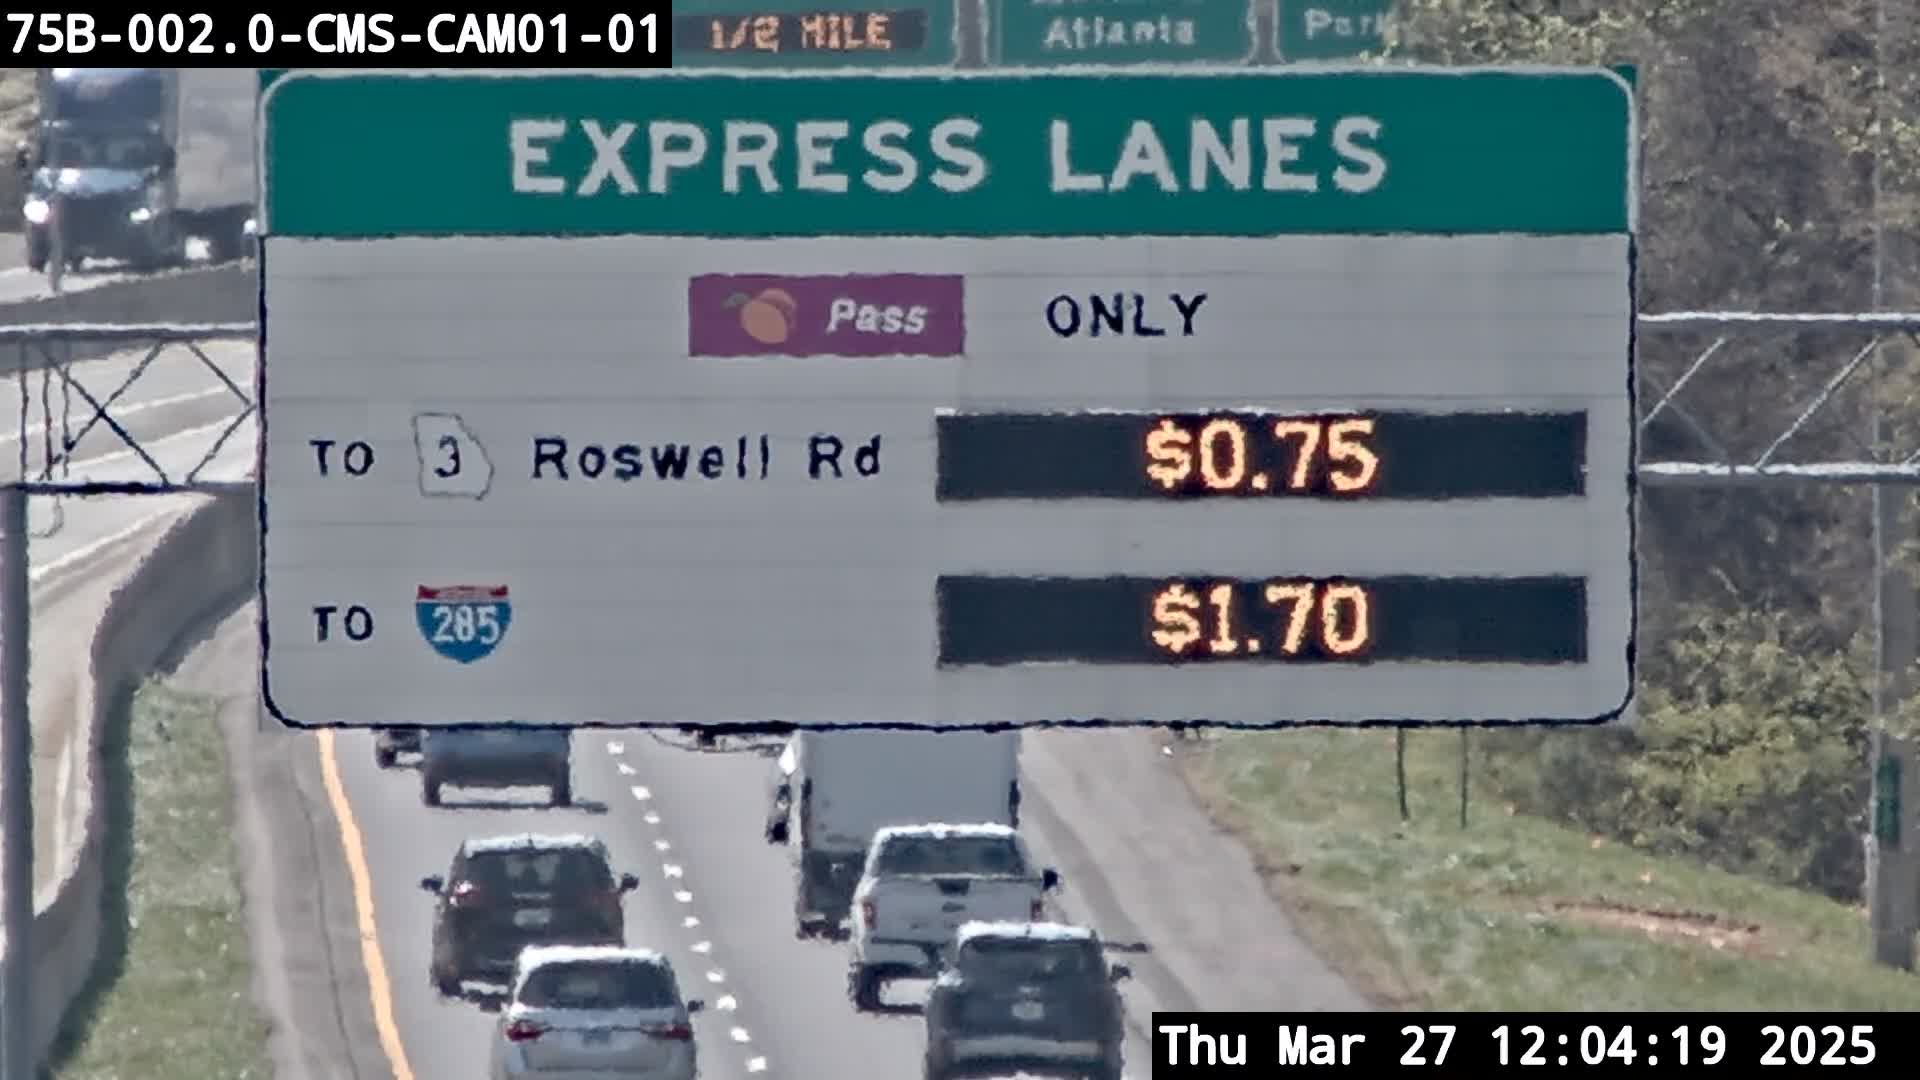 75B-002.0-CMS-CAM01-01
1/2 MILE
Atlanta
EXPRESS LANES
Pass ONLY
TO 3 Roswell Rd $0.75
TO 285 $1.70
Thu Mar 27 12:04:19 2025